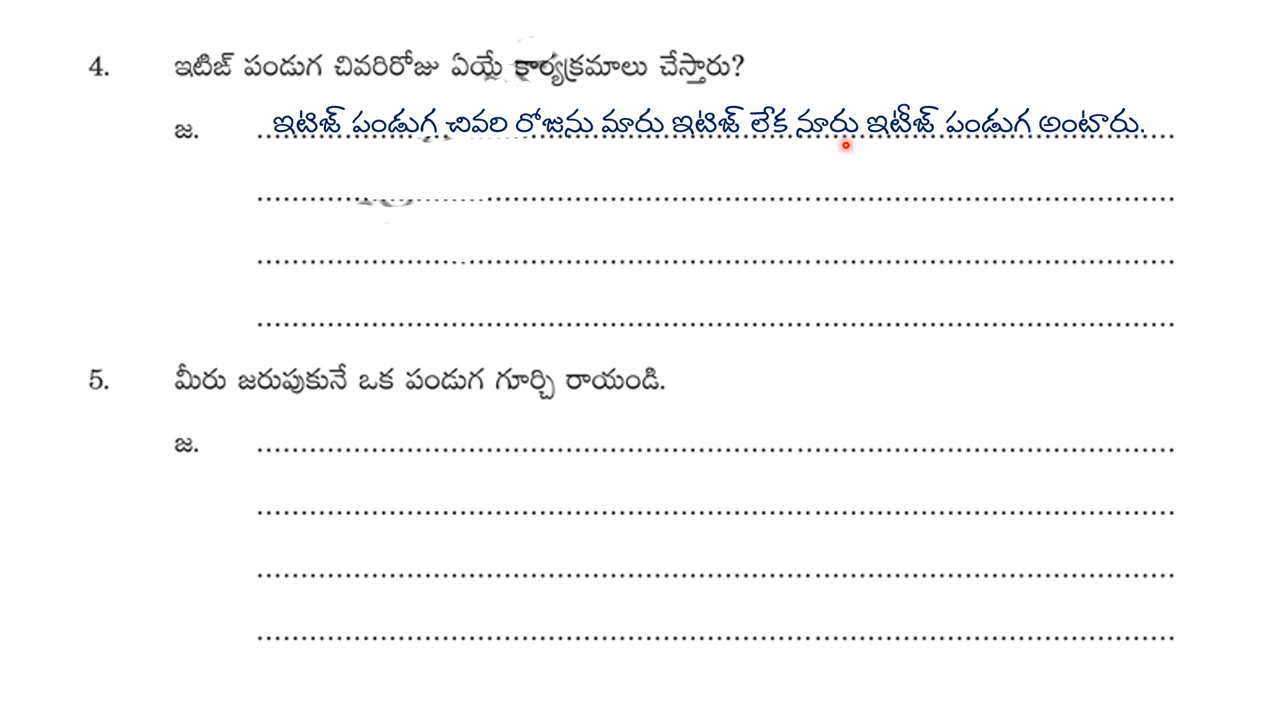 4. ఇటిజ్ పండుగ చివరిరోజు ఏయే కార్యక్రమాలు చేస్తారు?
జ. ఇటిజ్ పండుగ చివరి రోజును మారు ఇటిజ్ లేక నూరు ఇటీజ్ పండుగ అంటారు.
5. మీరు జరుపుకునే ఒక పండుగ గూర్చి రాయండి.
జ.